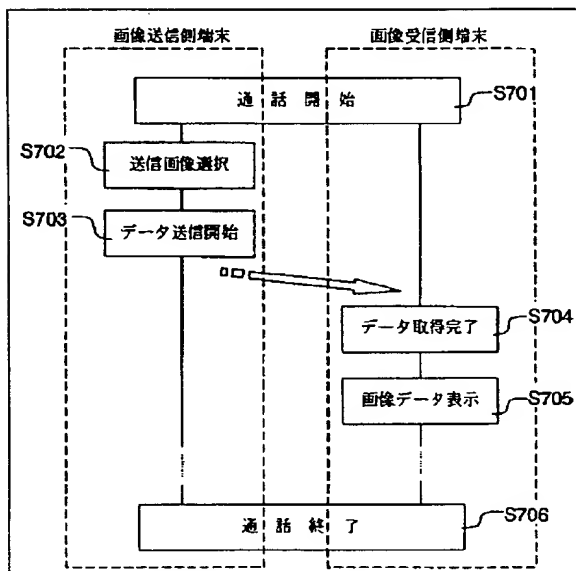 画像送信側端末
画像受信側端末
通話開始
S701
S702
送信画像選択
S703
データ送信開始
データ取得完了
S704
画像データ表示
S705
通話終了
S706